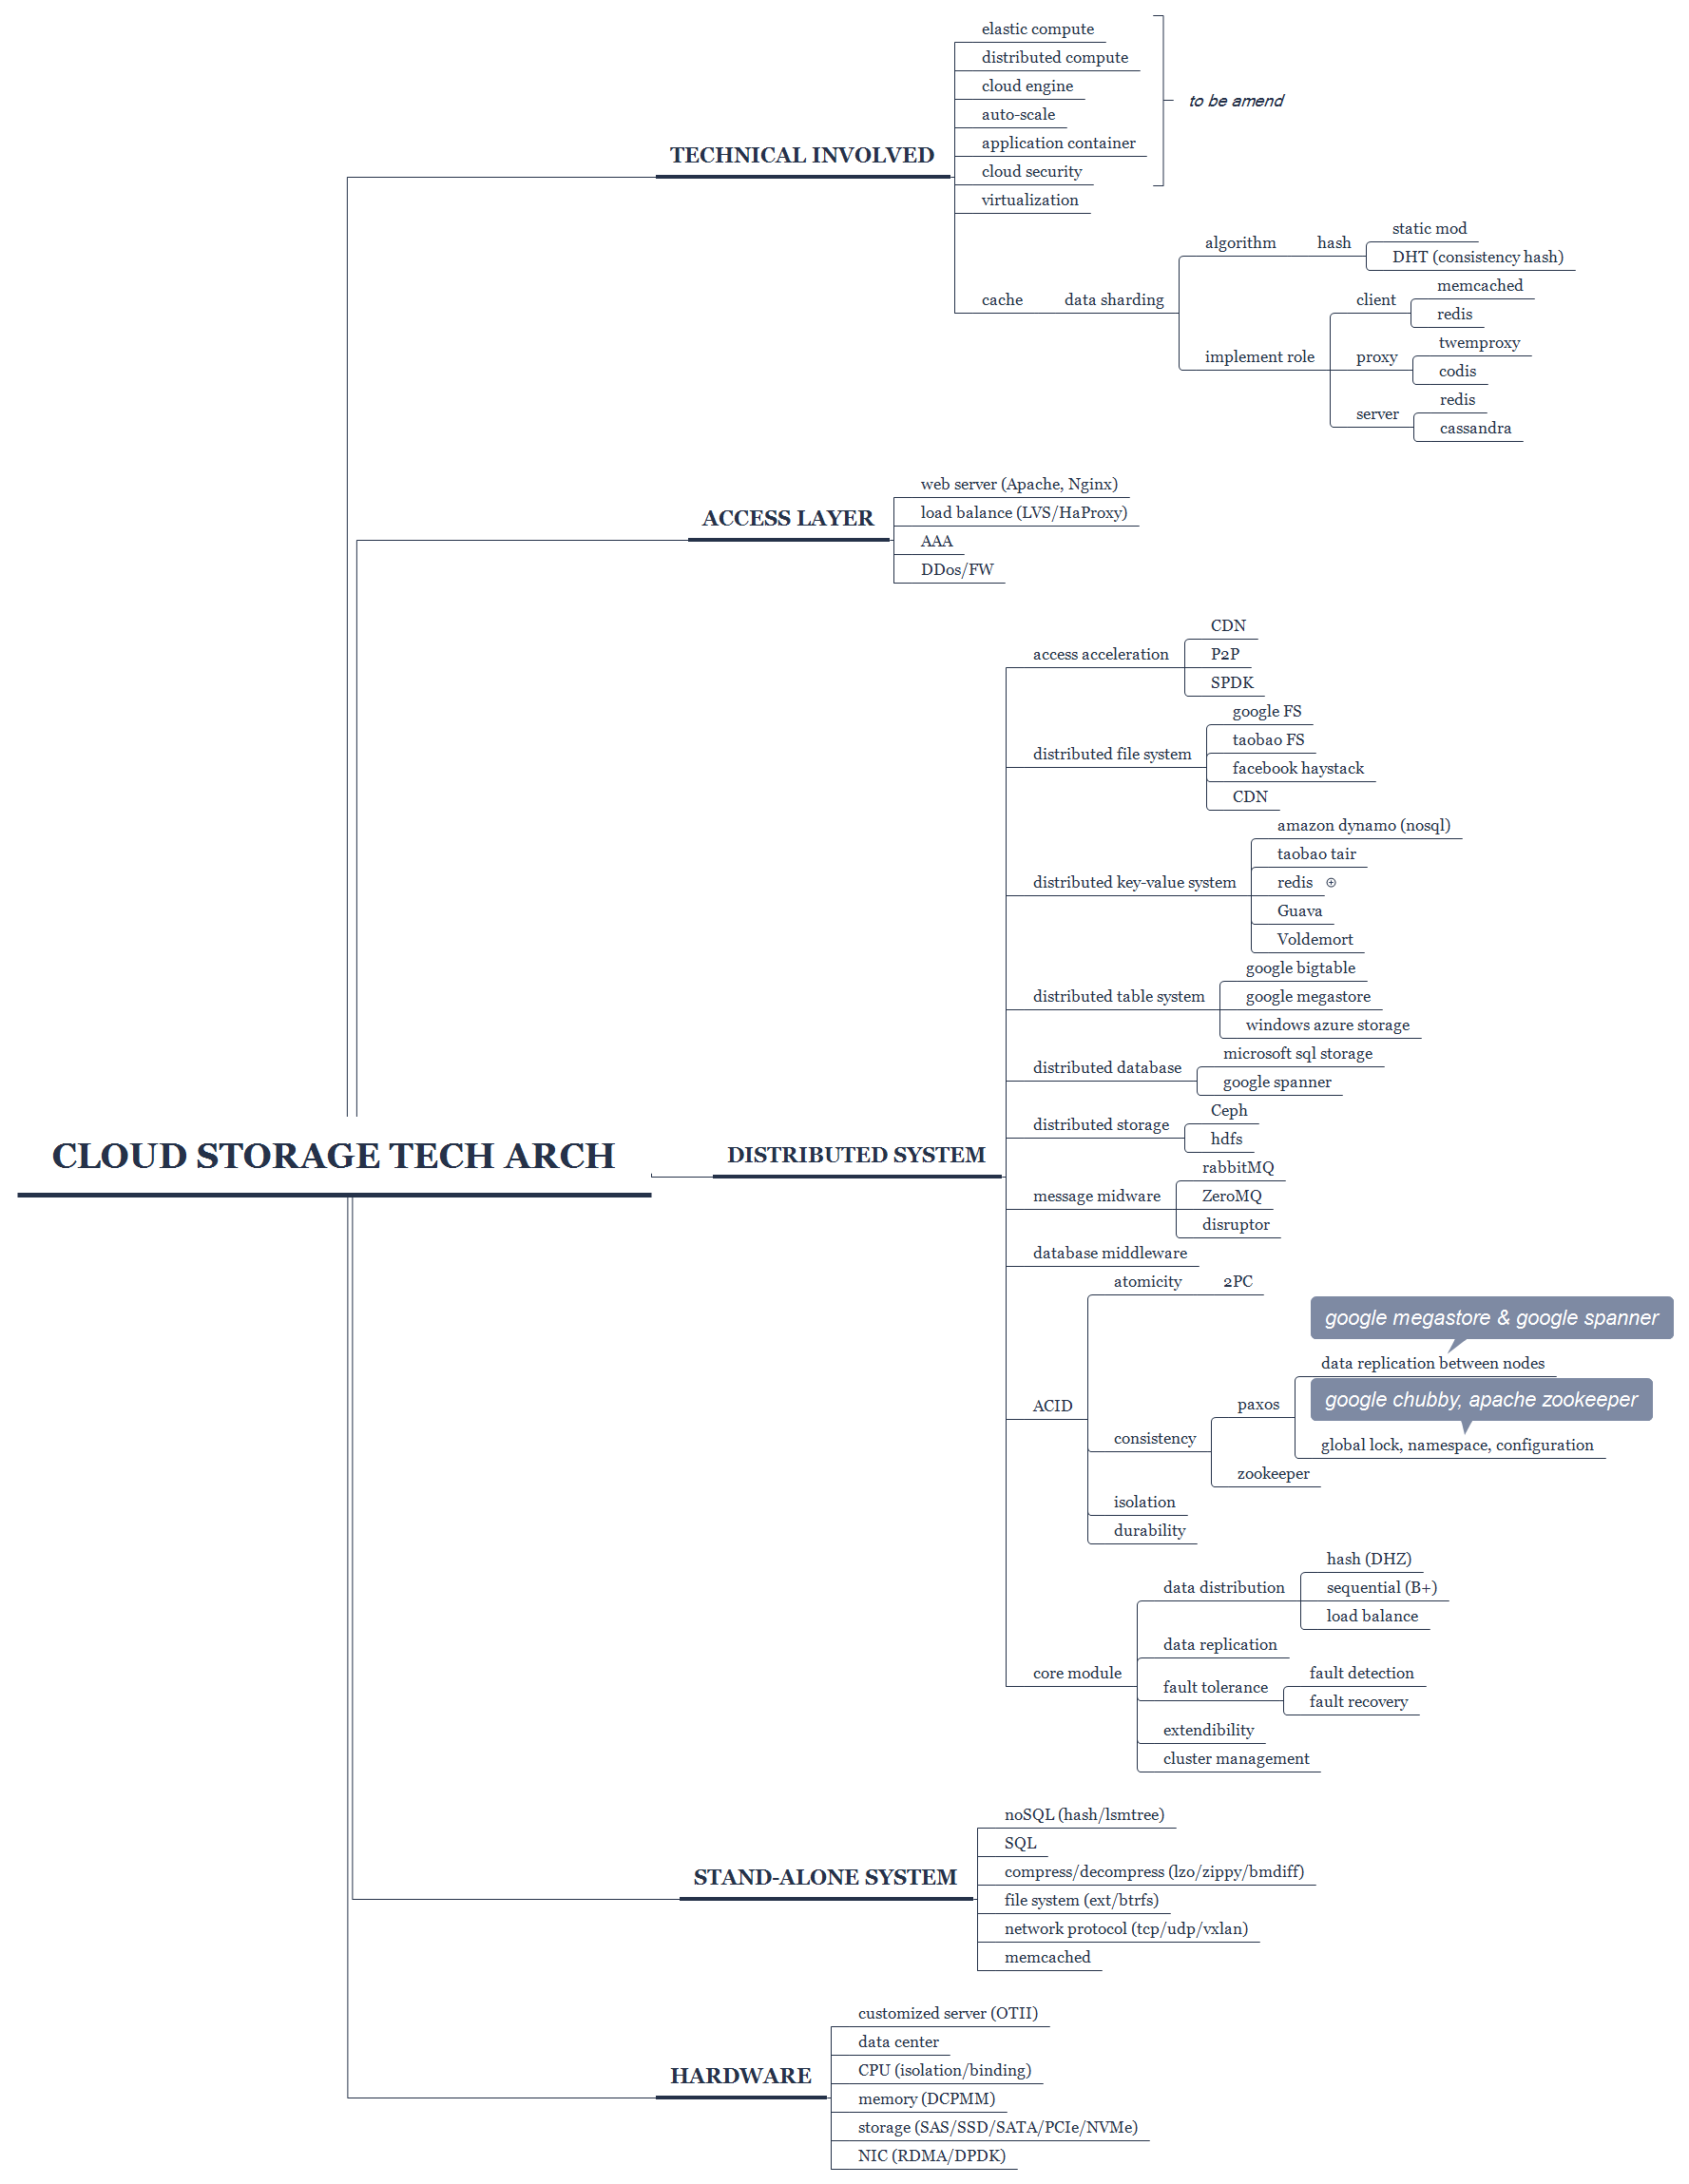 elastic compute
distributed compute
cloud engine
auto-scale
application container
cloud security
virtualization
to be amend
TECHNICAL INVOLVED
cache
data sharding
algorithm
hash
static mod
DHT (consistency hash)
implement role
client
memcached
redis
proxy
twemproxy
codis
server
redis
cassandra
ACCESS LAYER
web server (Apache, Nginx)
load balance (LVS/HaProxy)
AAA
DDos/FW
CLOUD STORAGE TECH ARCH
DISTRIBUTED SYSTEM
access acceleration
CDN
P2P
SPDK
distributed file system
google FS
taobao FS
facebook haystack
CDN
distributed key-value system
amazon dynamo (nosql)
taobao tair
redis
Guava
Voldemort
distributed table system
google bigtable
google megastore
windows azure storage
distributed database
microsoft sql storage
google spanner
distributed storage
Ceph
hdfs
message midware
rabbitMQ
ZeroMQ
disruptor
database middleware
ACID
atomicity
2PC
consistency
paxos
google megastore & google spanner
data replication between nodes
google chubby, apache zookeeper
global lock, namespace, configuration
zookeeper
isolation
durability
core module
data distribution
hash (DHZ)
sequential (B+)
load balance
data replication
fault tolerance
fault detection
fault recovery
extendibility
cluster management
STAND-ALONE SYSTEM
noSQL (hash/lsmtree)
SQL
compress/decompress (lzo/zippy/bmdiff)
file system (ext/btrfs)
network protocol (tcp/udp/vxlan)
memcached
HARDWARE
customized server (OTII)
data center
CPU (isolation/binding)
memory (DCPMM)
storage (SAS/SSD/SATA/PCIe/NVMe)
NIC (RDMA/DPDK)